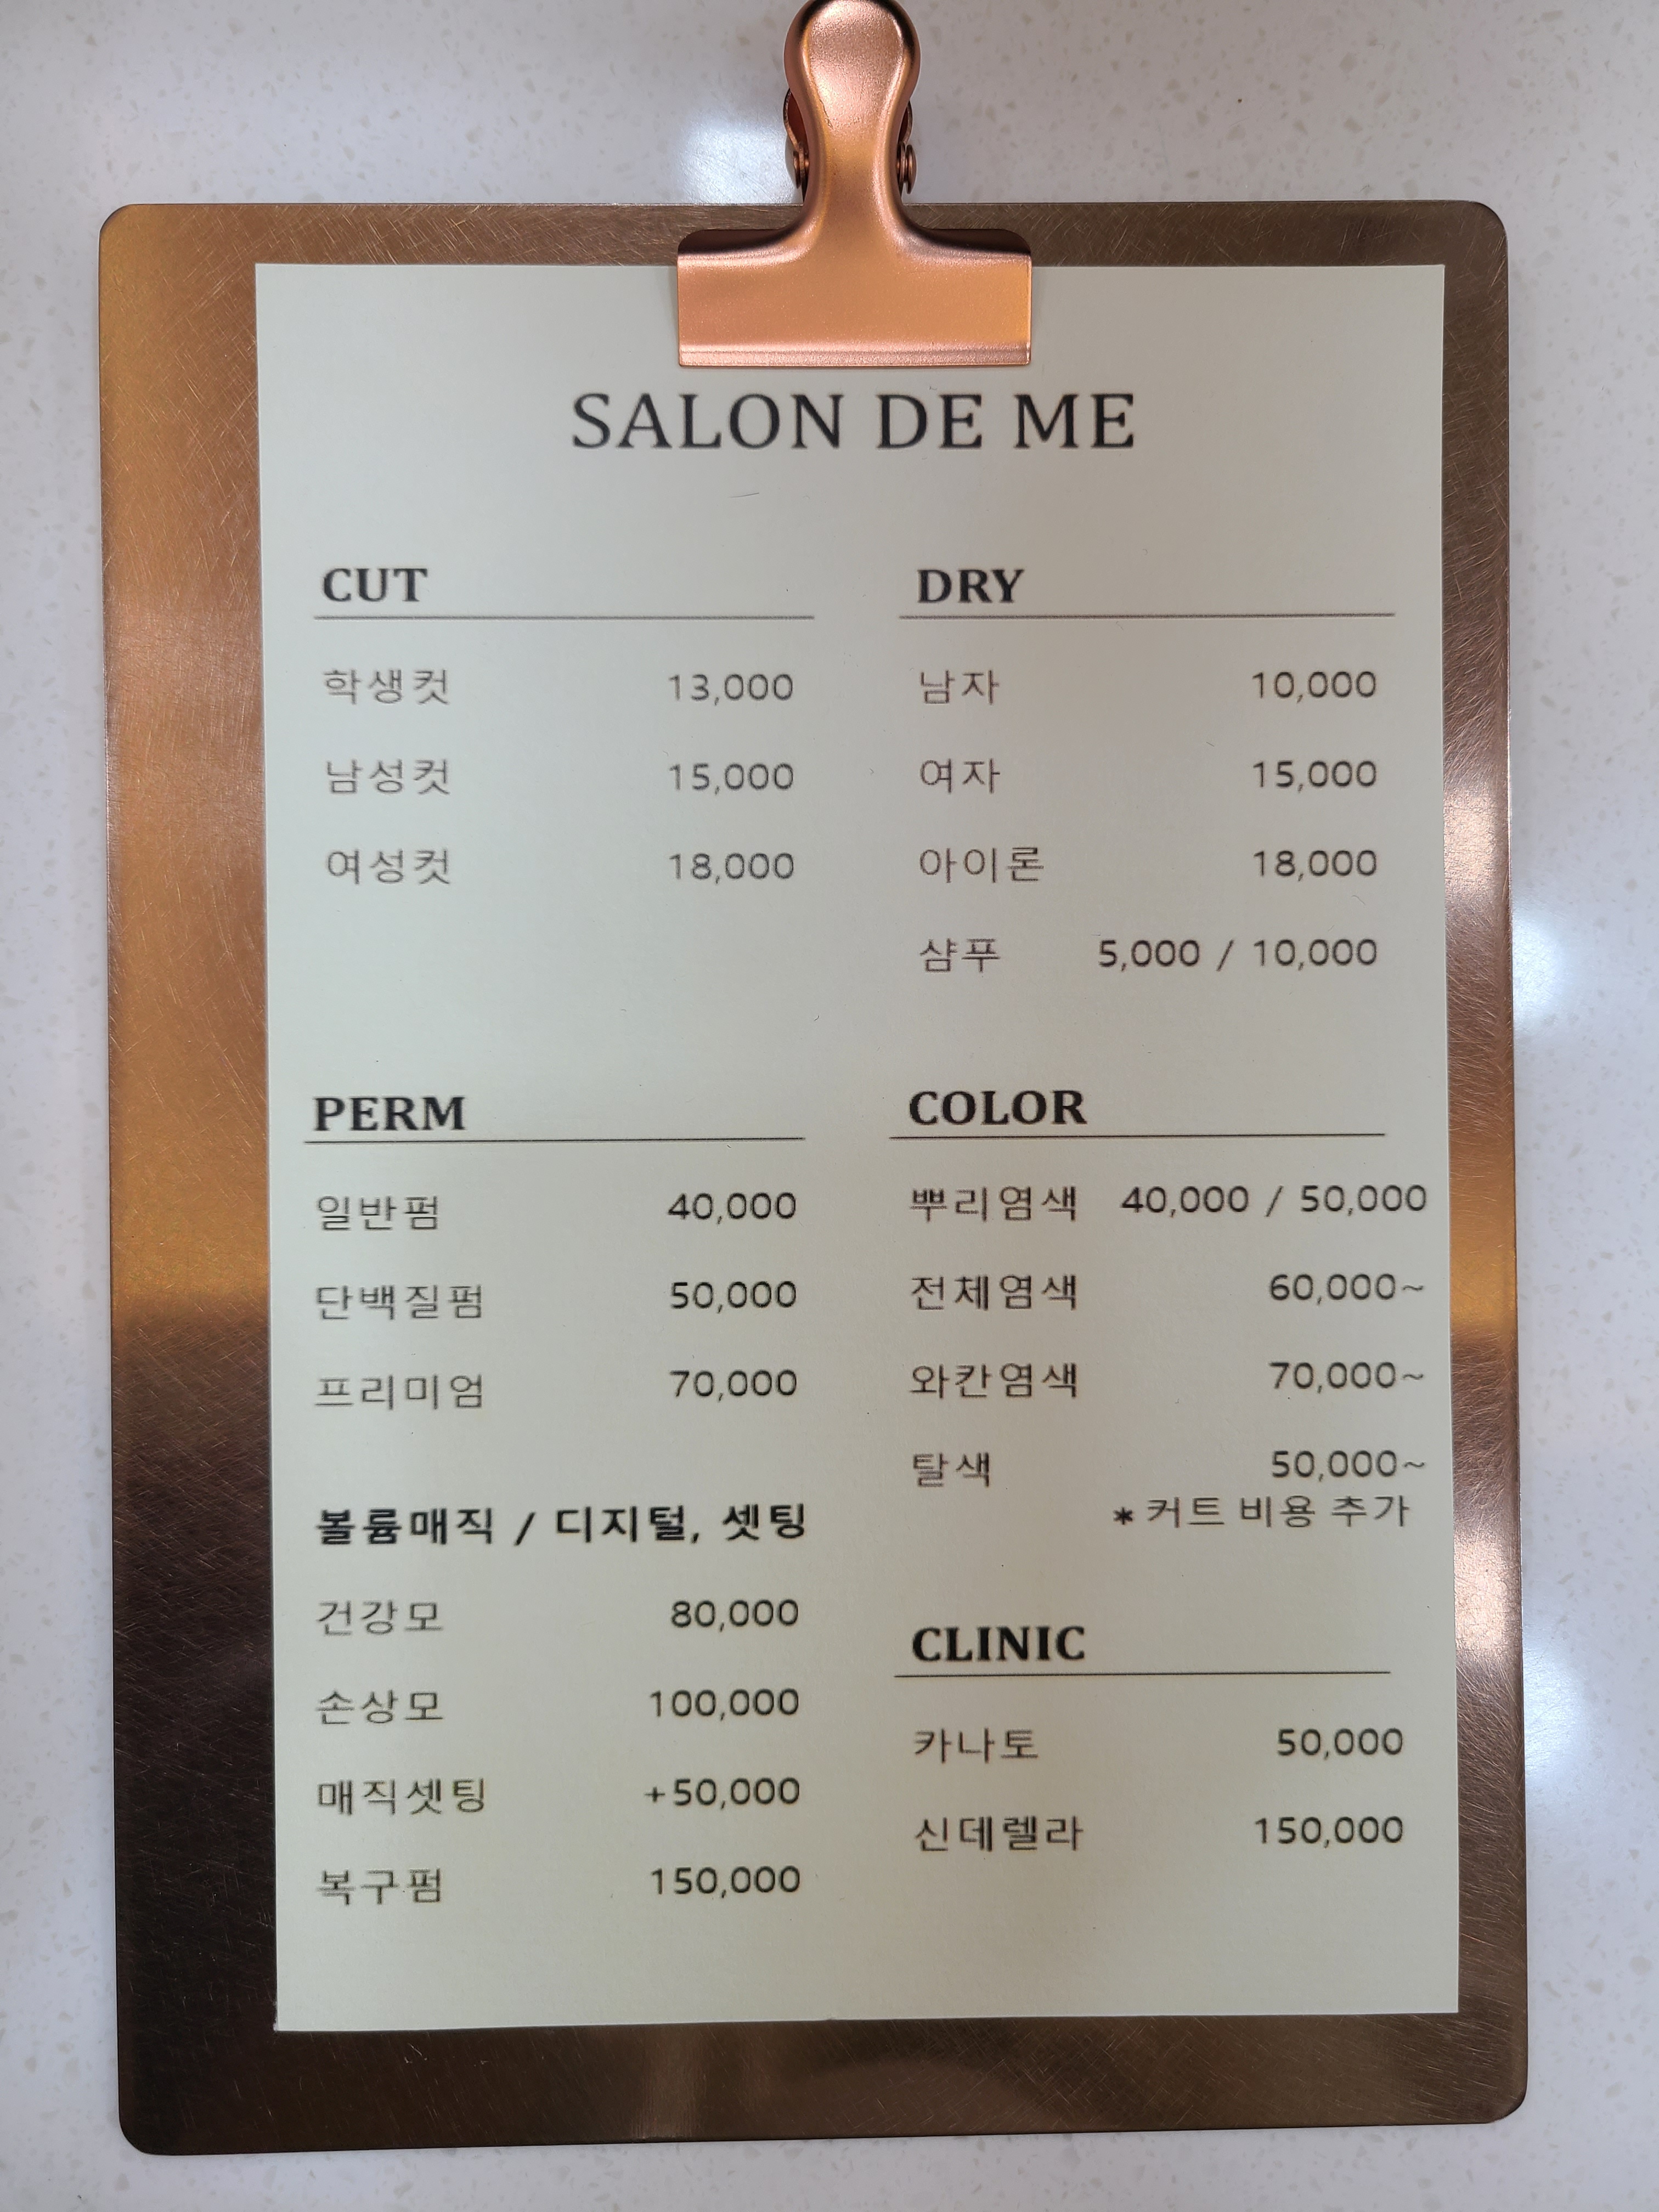 SALON DE ME
CUT
학생컷 13,000
남성컷 15,000
여성컷 18,000
DRY
남자 10,000
여자 15,000
아이론 18,000
샴푸 5,000 / 10,000
PERM
일반펌 40,000
단백질펌 50,000
프리미엄 70,000
볼륨매직 / 디지털, 셋팅
건강모 80,000
손상모 100,000
매직셋팅 +50,000
복구펌 150,000
COLOR
뿌리염색 40,000 / 50,000
전체염색 60,000~
와칸염색 70,000~
탈색 50,000~
* 커트 비용 추가
CLINIC
카나토 50,000
신데렐라 150,000